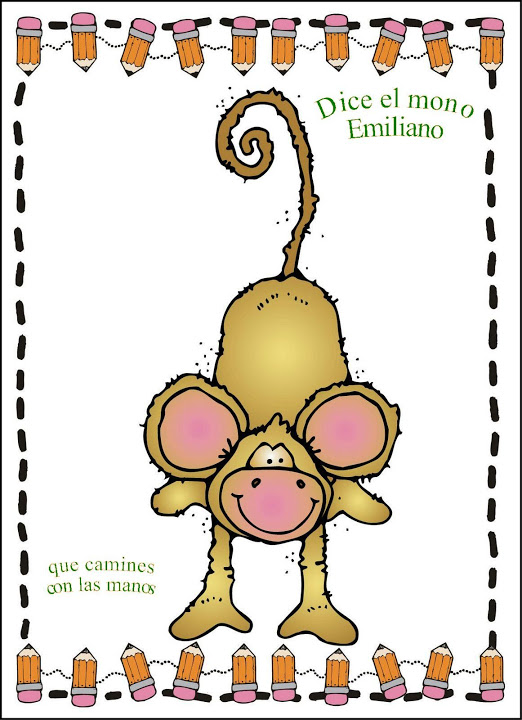 Dice el mono
Emiliano
que camines
con las manos